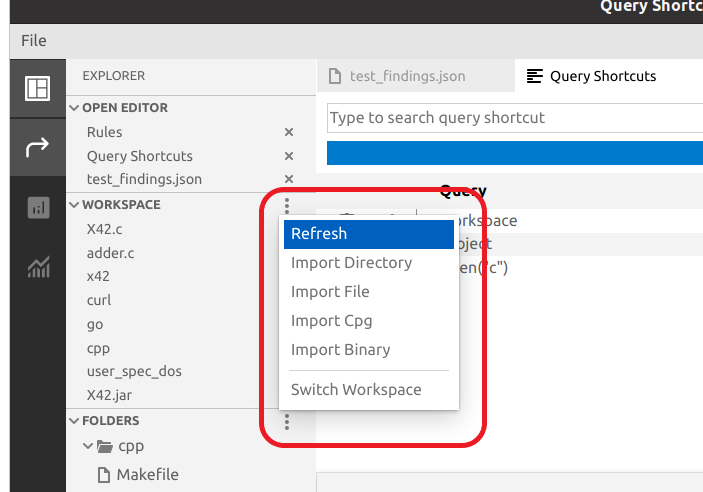 Query Shortc
File
EXPLORER
test_findings.json
Query Shortcuts
OPEN EDITOR
Rules
Query Shortcuts
test_findings.json
Type to search query shortcut
WORKSPACE
X42.c
adder.c
x42
curl
go
cpp
user_spec_dos
X42.jar
Query
orkspace
oject
en("c")
Refresh
Import Directory
Import File
Import Cpg
Import Binary
Switch Workspace
FOLDERS
cpp
Makefile